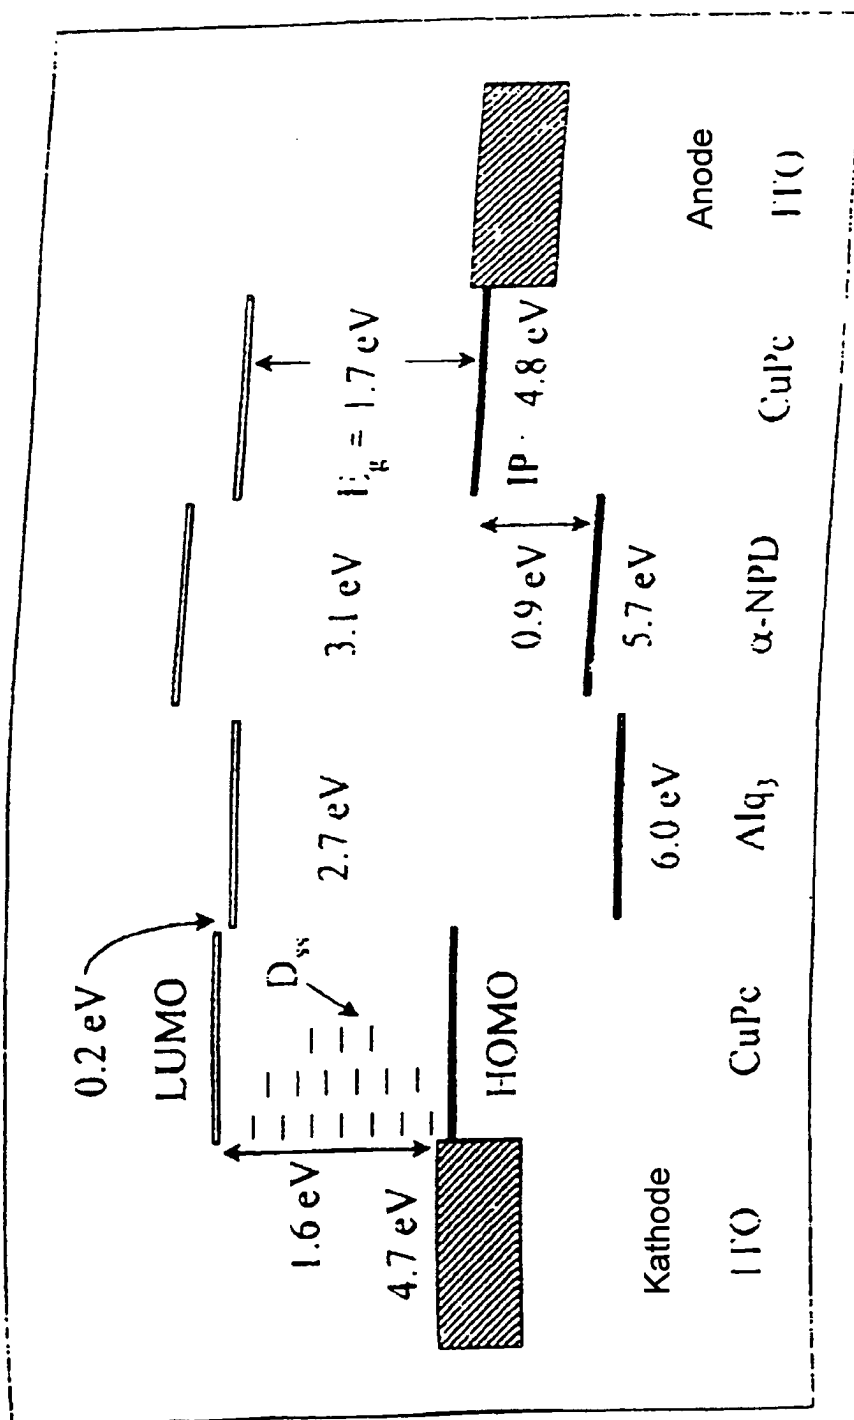 0.2 eV
LUMO
1.6 eV
Dss
2.7 eV
3.1 eV
Eg = 1.7 eV
4.7 eV
HOMO
0.9 eV
IP · 4.8 eV
6.0 eV
5.7 eV
Kathode
Anode
ITO
CuPc
Alq3
α-NPD
CuPc
ITO